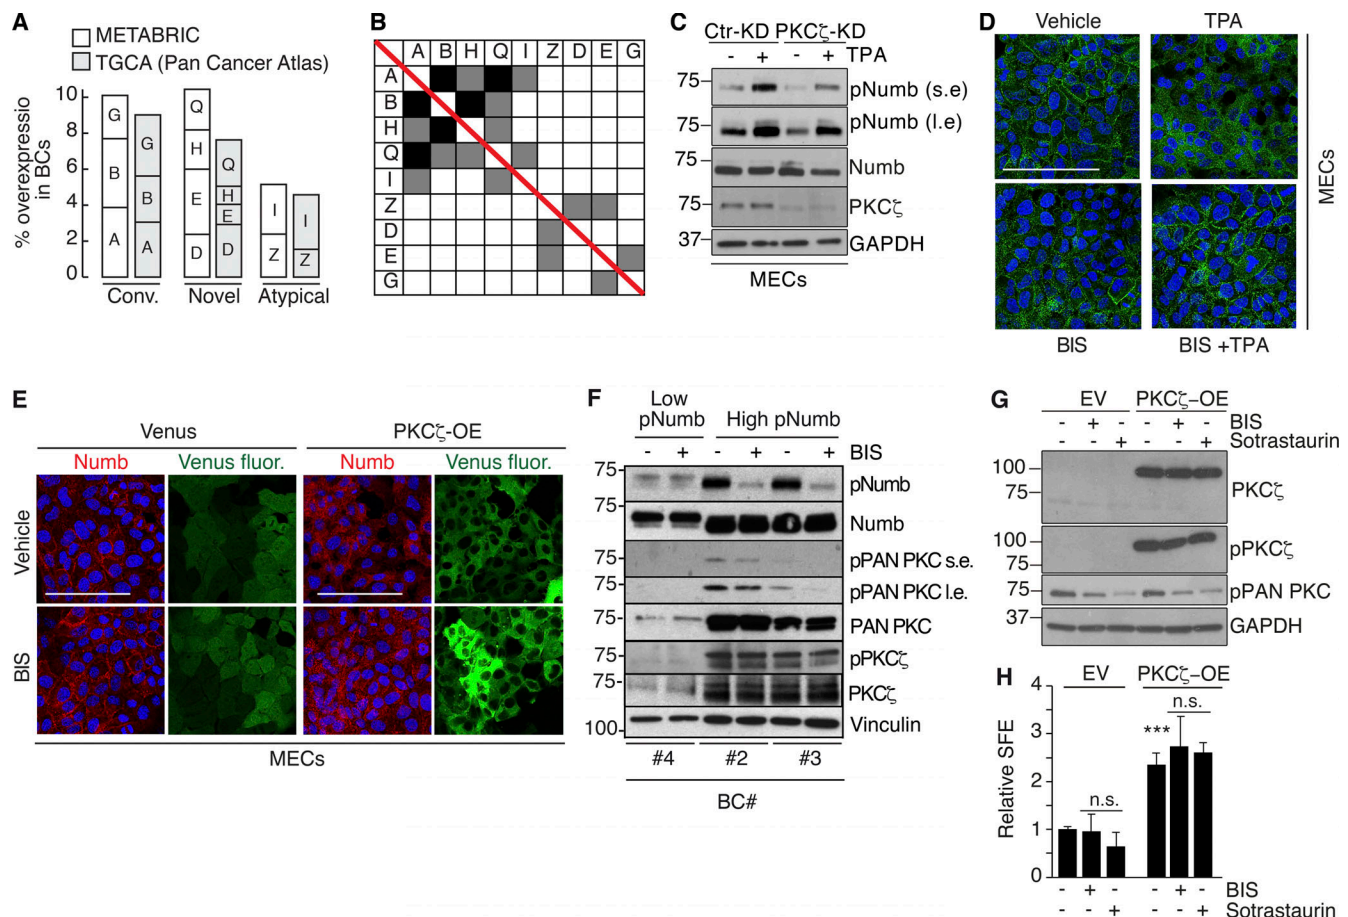 A
METABRIC
TGCA (Pan Cancer Atlas)
% overexpression
in BCs
10
8
6
4
2
0
G
B
A
G
B
A
Q
H
E
D
Q
H
E
D
I
Z
I
Z
Conv. Novel Atypical
B
A B H Q I Z D E G
A
B
H
Q
I
Z
D
E
G
C
Ctr-KD PKCζ-KD
- + - + TPA
75 pNumb (s.e)
75 pNumb (l.e)
75 Numb
75 PKCζ
37 GAPDH
MECs
D
Vehicle TPA
MECs
BIS BIS +TPA
E
Venus PKCζ-OE
Numb Venus fluor. Numb Venus fluor.
Vehicle
BIS
MECs
F
Low
pNumb High pNumb
- + - + - + BIS
75 pNumb
75 Numb
75 pPAN PKC s.e.
75 pPAN PKC l.e.
75 PAN PKC
75 pPKCζ
75 PKCζ
100 Vinculin
#4 #2 #3
BC#
G
EV PKCζ–OE
- + - - + - BIS
- - + - - + Sotrastaurin
100
75
PKCζ
100
75
pPKCζ
75 pPAN PKC
37 GAPDH
H
EV PKCζ–OE
Relative SFE
4
3
2
1
0
n.s.
***
n.s.
- + - - + - BIS
- - + - - + Sotrastaurin